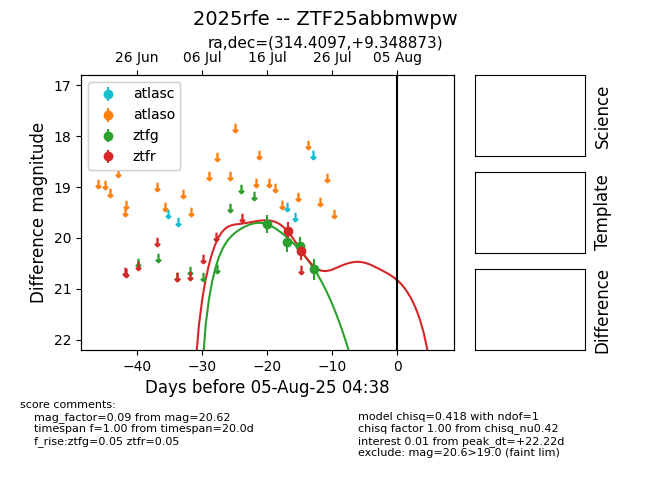 2025rfe -- ZTF25abbmwpw
ra,dec=(314.4097,+9.348873)
26 Jun 06 Jul 16 Jul 26 Jul 05 Aug
atlasc
atlaso
ztfg
ztfr
17
18
19
20
21
22
Difference magnitude
−40 −30 −20 −10 0
Days before 05-Aug-25 04:38
Science
Template
Difference
score comments:
mag_factor=0.09 from mag=20.62
timespan f=1.00 from timespan=20.0d
f_rise:ztfg=0.05 ztfr=0.05
model chisq=0.418 with ndof=1
chisq factor 1.00 from chisq_nu0.42
interest 0.01 from peak_dt=+22.22d
exclude: mag=20.6>19.0 (faint lim)